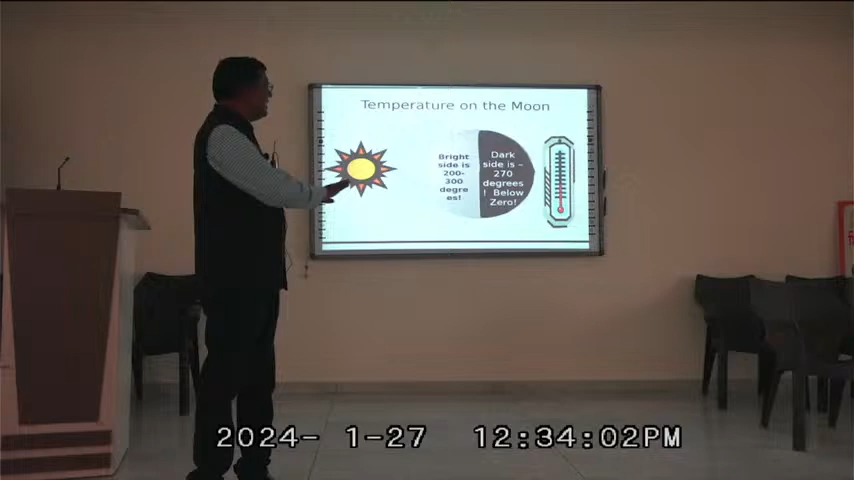 Temperature on the Moon
Bright
side is
200-
300
degre
es!
Dark
side is –
270
degrees
! Below
Zero!
2024- 1-27 12:34:02PM